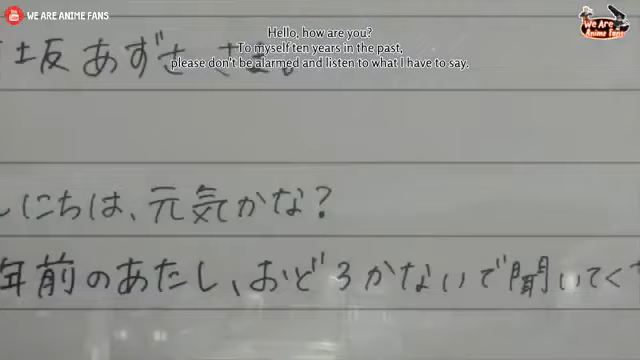 WE ARE ANIME FANS
We Are
Anime Fans
Hello, how are you?
To myself ten years in the past,
please don't be alarmed and listen to what I have to say.
坂 あずさ さま。
にちは、元気かな?
年前のあたし、おどろかないで聞いてくだ